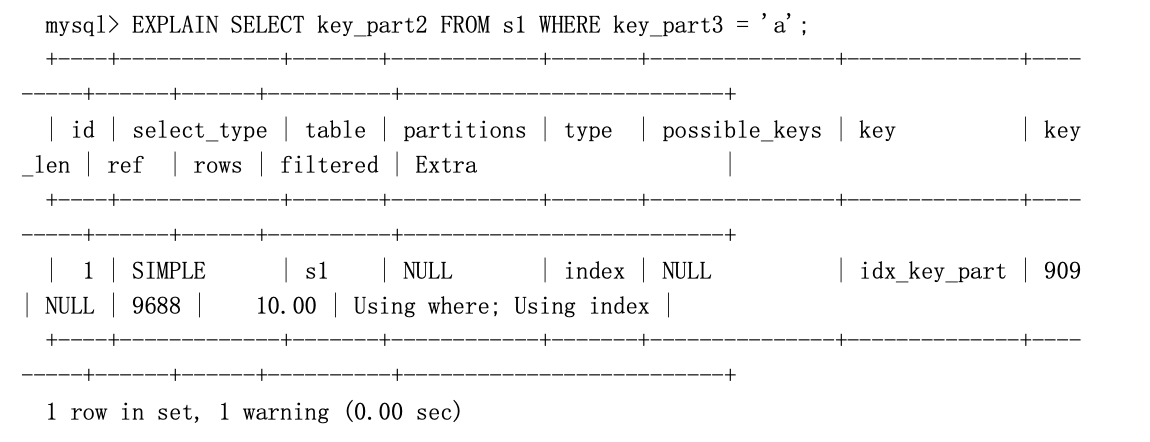 mysql> EXPLAIN SELECT key_part2 FROM s1 WHERE key_part3 = 'a';
+----+-------------+-------+------------+-------+---------------+--------------+----
-----+------+------+----------+--------------------------+
| id | select_type | table | partitions | type  | possible_keys | key          | key
_len | ref  | rows | filtered | Extra                    |
+----+-------------+-------+------------+-------+---------------+--------------+----
-----+------+------+----------+--------------------------+
|  1 | SIMPLE      | s1    | NULL       | index | NULL          | idx_key_part | 909
| NULL | 9688 |    10.00 | Using where; Using index |
+----+-------------+-------+------------+-------+---------------+--------------+----
-----+------+------+----------+--------------------------+
1 row in set, 1 warning (0.00 sec)